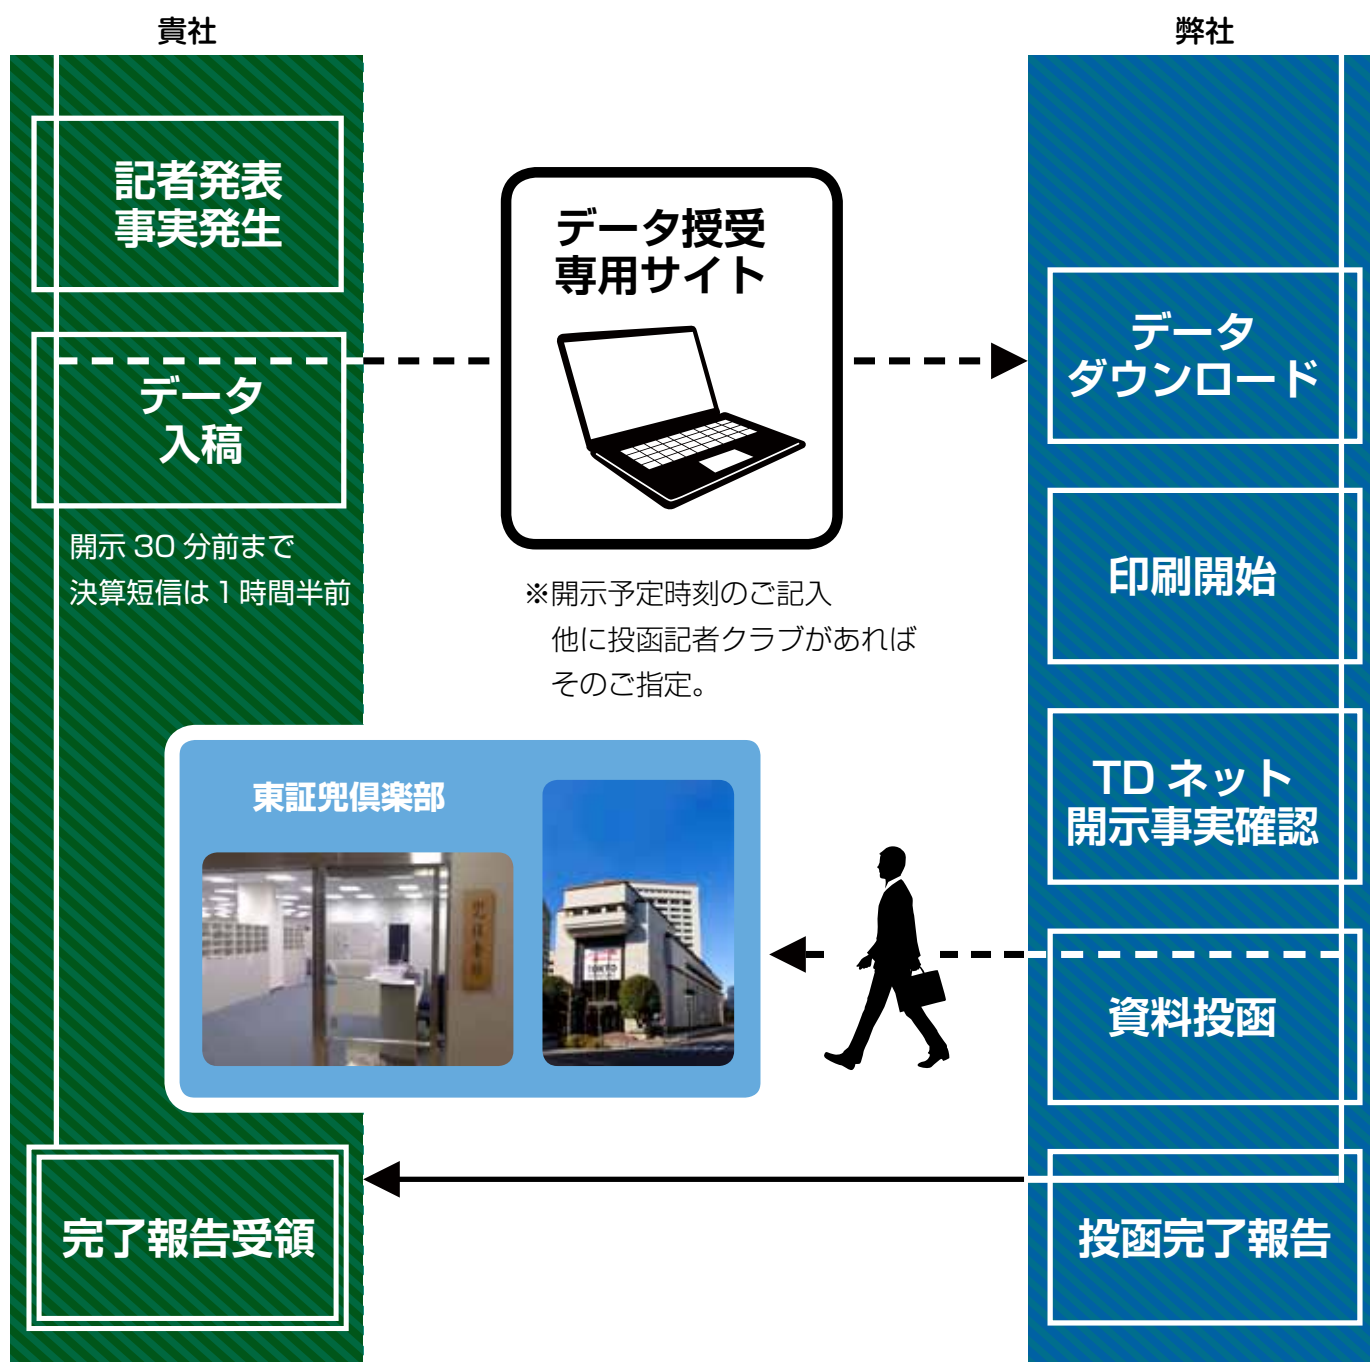 貴社
弊社
記者発表
事実発生
データ
入稿
開示 30 分前まで
決算短信は 1 時間半前
データ授受
専用サイト
※開示予定時刻のご記入
他に投函記者クラブがあれば
そのご指定。
データ
ダウンロード
印刷開始
TD ネット
開示事実確認
資料投函
投函完了報告
東証兜倶楽部
TOKYO
完了報告受領